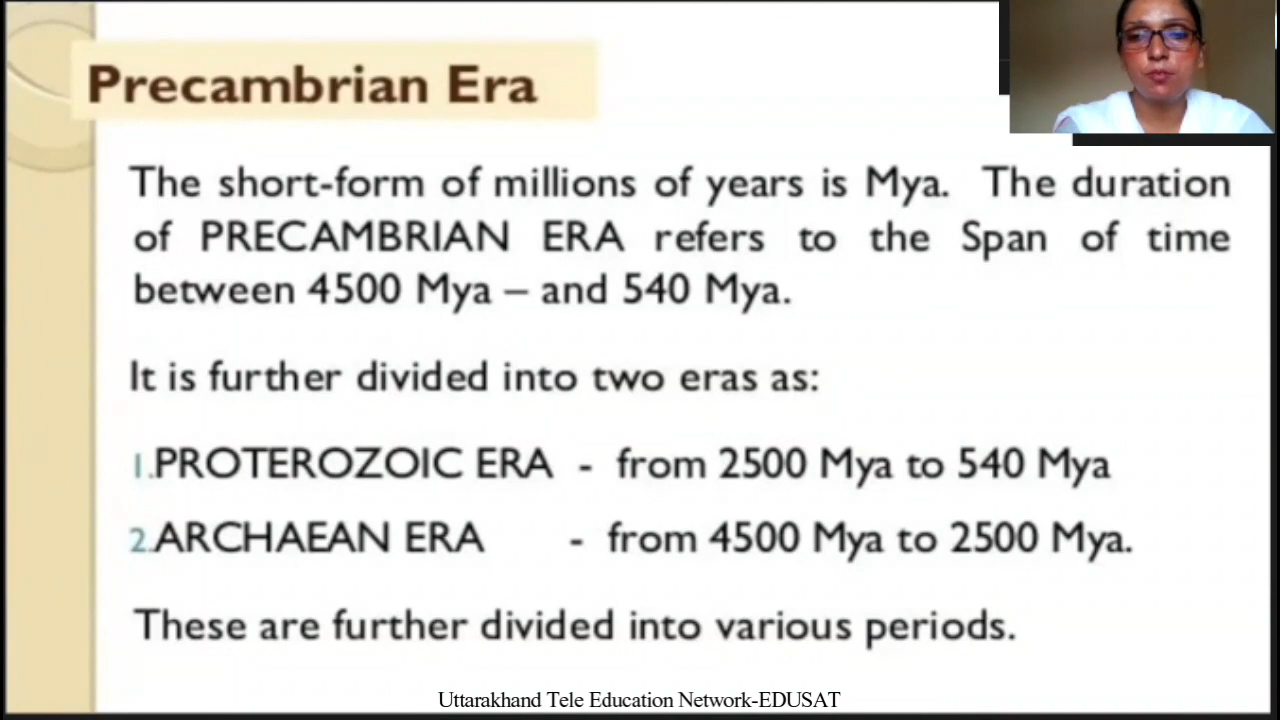 Precambrian Era
The short-form of millions of years is Mya. The duration
of PRECAMBRIAN ERA refers to the Span of time
between 4500 Mya – and 540 Mya.
It is further divided into two eras as:
1.PROTEROZOIC ERA - from 2500 Mya to 540 Mya
2.ARCHAEAN ERA - from 4500 Mya to 2500 Mya.
These are further divided into various periods.
Uttarakhand Tele Education Network-EDUSAT